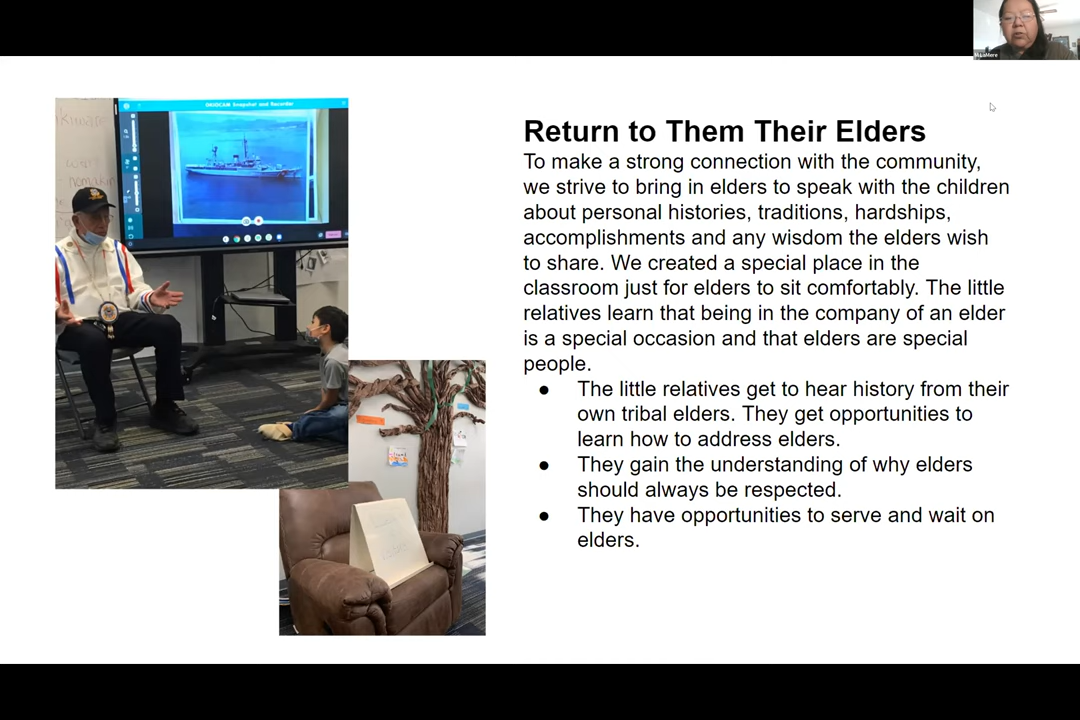 M LaMere
OKIOCAM Snapshot and Recorder
Return to Them Their Elders
To make a strong connection with the community,
we strive to bring in elders to speak with the children
about personal histories, traditions, hardships,
accomplishments and any wisdom the elders wish
to share. We created a special place in the
classroom just for elders to sit comfortably. The little
relatives learn that being in the company of an elder
is a special occasion and that elders are special
people.
● The little relatives get to hear history from their
own tribal elders. They get opportunities to
learn how to address elders.
● They gain the understanding of why elders
should always be respected.
● They have opportunities to serve and wait on
elders.